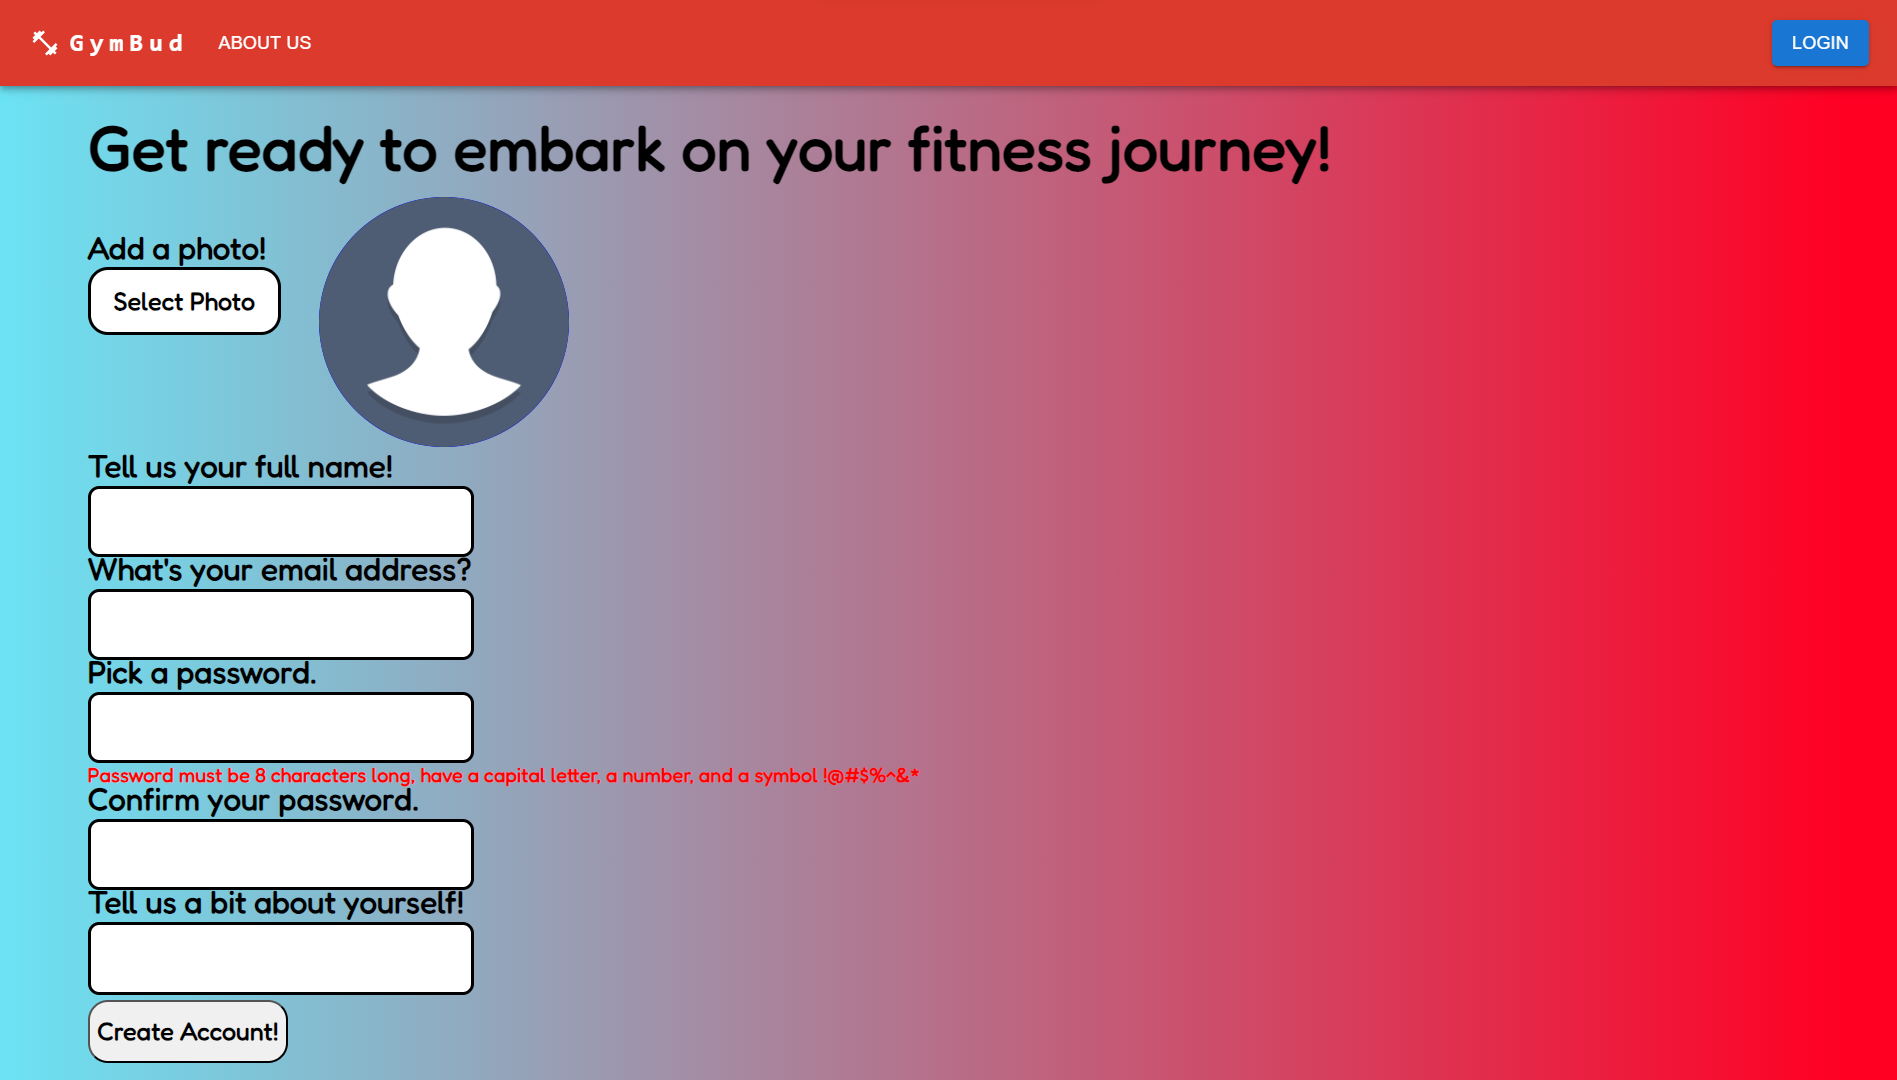 GymBud ABOUT US LOGIN
Get ready to embark on your fitness journey!
Add a photo!
Select Photo
Tell us your full name!
What's your email address?
Pick a password.
Password must be 8 characters long, have a capital letter, a number, and a symbol !@#$%^&*
Confirm your password.
Tell us a bit about yourself!
Create Account!